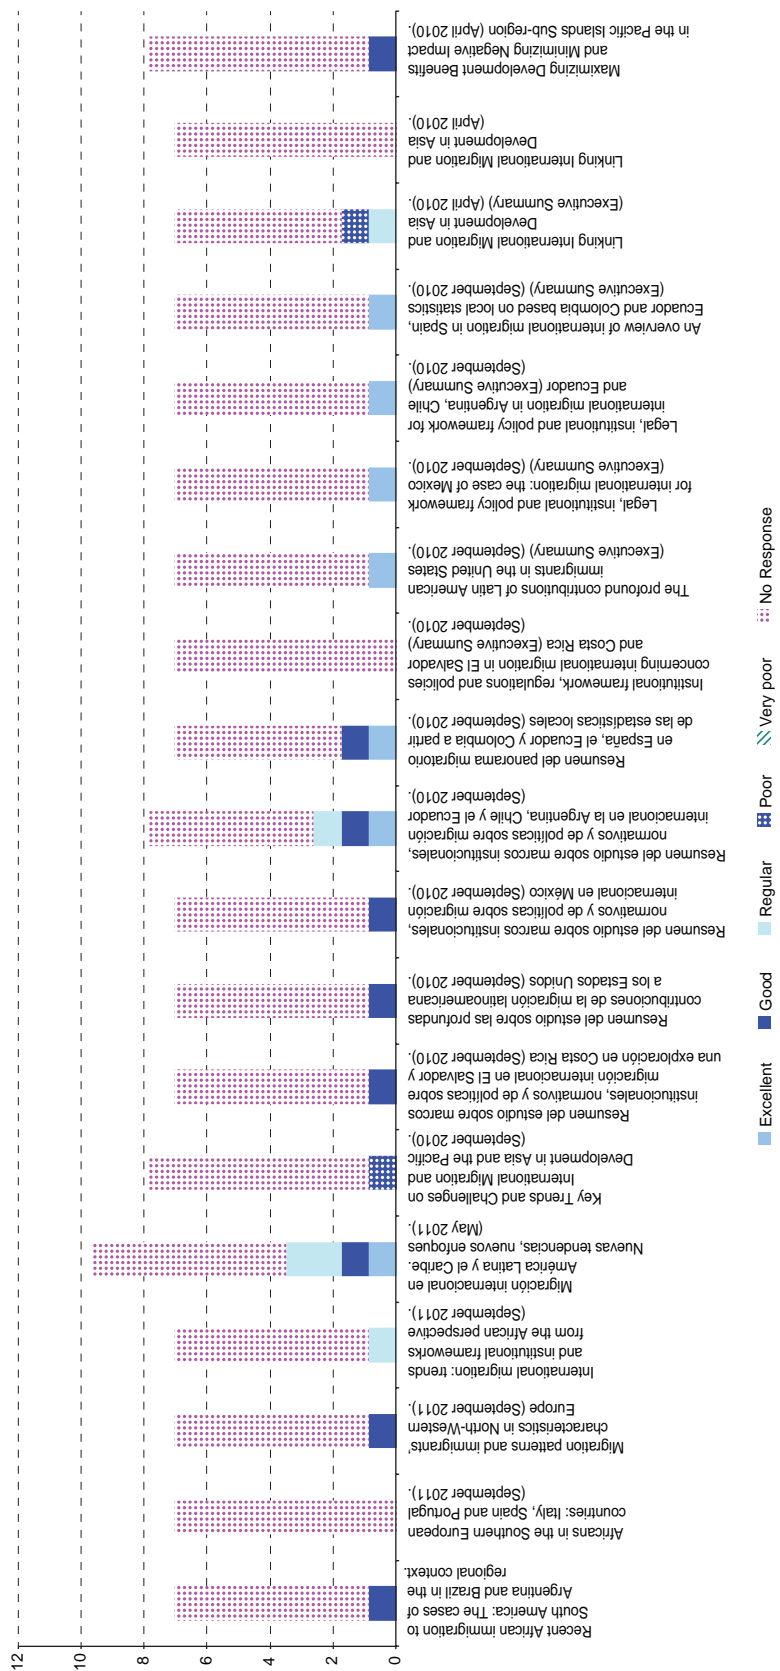 12
10
8
6
4
2
0
Recent African immigration to
South America: The cases of
Argentina and Brazil in the
regional context.
Africans in the Southern European
countries: Italy, Spain and Portugal
(September 2011).
Migration patterns and immigrants'
characteristics in North-Western
Europe (September 2011).
International migration: trends
and institutional frameworks
from the African perspective
(September 2011).
Migración internacional en
América Latina y el Caribe.
Nuevas tendencias, nuevos enfoques
(May 2011).
Key Trends and Challenges on
International Migration and
Development in Asia and the Pacific
(September 2010).
Resumen del estudio sobre marcos
institucionales, normativos y de políticas sobre
migración internacional en El Salvador y
una exploración en Costa Rica (September 2010).
Resumen del estudio sobre las profundas
contribuciones de la migración latinoamericana
a los Estados Unidos (September 2010).
Resumen del estudio sobre marcos institucionales,
normativos y de políticas sobre migración
internacional en México (September 2010).
Resumen del estudio sobre marcos institucionales,
normativos y de políticas sobre migración
internacional en la Argentina, Chile y el Ecuador
(September 2010).
Resumen del panorama migratorio
en España, el Ecuador y Colombia a partir
de las estadísticas locales (September 2010).
Institutional framework, regulations and policies
concerning international migration in El Salvador
and Costa Rica (Executive Summary)
(September 2010).
The profound contributions of Latin American
immigrants in the United States
(Executive Summary) (September 2010).
Legal, institutional and policy framework
for international migration: the case of Mexico
(Executive Summary) (September 2010).
Legal, institutional and policy framework for
international migration in Argentina, Chile
and Ecuador (Executive Summary)
(September 2010).
An overview of international migration in Spain,
Ecuador and Colombia based on local statistics
(Executive Summary) (September 2010).
Linking International Migration and
Development in Asia
(Executive Summary) (April 2010).
Linking International Migration and
Development in Asia
(April 2010).
Maximizing Development Benefits
and Minimizing Negative Impact
in the Pacific Islands Sub-region (April 2010).
Excellent
Good
Regular
Poor
Very poor
No Response